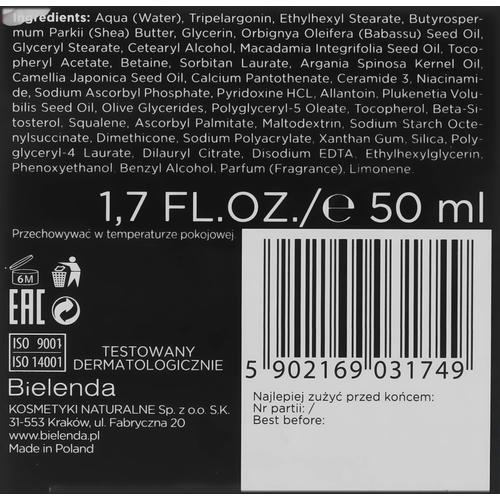 Ingredients: Aqua (Water), Tripelargonin, Ethylhexyl Stearate, Butyrosper-
mum Parkii (Shea) Butter, Glycerin, Orbignya Oleifera (Babassu) Seed Oil,
Glyceryl Stearate, Cetearyl Alcohol, Macadamia Integrifolia Seed Oil, Toco-
pheryl Acetate, Betaine, Sorbitan Laurate, Argania Spinosa Kernel Oil,
Camellia Japonica Seed Oil, Calcium Pantothenate, Ceramide 3, Niacinami-
de, Sodium Ascorbyl Phosphate, Pyridoxine HCL, Allantoin, Plukenetia Volu-
bilis Seed Oil, Olive Glycerides, Polyglyceryl-5 Oleate, Tocopherol, Beta-Si-
tosterol, Squalene, Ascorbyl Palmitate, Maltodextrin, Sodium Starch Octe-
nylsuccinate, Dimethicone, Sodium Polyacrylate, Xanthan Gum, Silica, Poly-
glyceryl-4 Laurate, Dilauryl Citrate, Disodium EDTA, Ethylhexylglycerin,
Phenoxyethanol, Benzyl Alcohol, Parfum (Fragrance), Limonene.
1,7 FL.OZ./℮ 50 ml
Przechowywać w temperaturze pokojowej.
6M
EAC
ISO 9001
ISO 14001
TESTOWANY
DERMATOLOGICZNIE
Bielenda
KOSMETYKI NATURALNE Sp. z o.o. S.K.
31-553 Kraków, ul. Fabryczna 20
www.bielenda.pl
Made in Poland
5 902169 031749
Najlepiej zużyć przed końcem:
Nr partii: /
Best before: